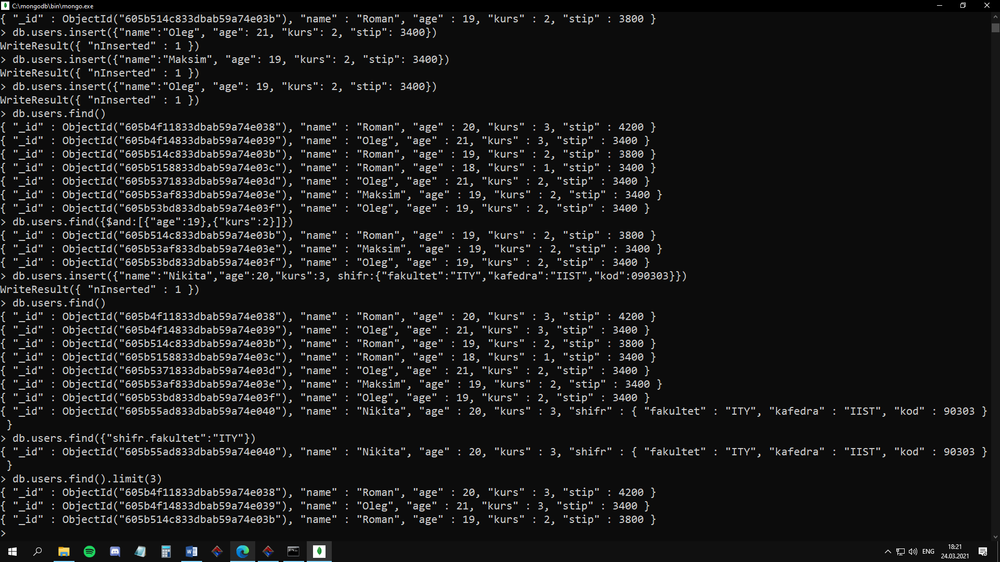 C:\mongodb\bin\mongo.exe
{ "_id" : ObjectId("605b514c833dbab59a74e03b"), "name" : "Roman", "age" : 19, "kurs" : 2, "stip" : 3800 }
> db.users.insert({"name":"Oleg", "age": 21, "kurs": 2, "stip": 3400})
WriteResult({ "nInserted" : 1 })
> db.users.insert({"name":"Maksim", "age": 19, "kurs": 2, "stip": 3400})
WriteResult({ "nInserted" : 1 })
> db.users.insert({"name":"Oleg", "age": 19, "kurs": 2, "stip": 3400})
WriteResult({ "nInserted" : 1 })
> db.users.find()
{ "_id" : ObjectId("605b4f11833dbab59a74e038"), "name" : "Roman", "age" : 20, "kurs" : 3, "stip" : 4200 }
{ "_id" : ObjectId("605b4f14833dbab59a74e039"), "name" : "Oleg", "age" : 21, "kurs" : 3, "stip" : 3400 }
{ "_id" : ObjectId("605b514c833dbab59a74e03b"), "name" : "Roman", "age" : 19, "kurs" : 2, "stip" : 3800 }
{ "_id" : ObjectId("605b5158833dbab59a74e03c"), "name" : "Roman", "age" : 18, "kurs" : 1, "stip" : 3400 }
{ "_id" : ObjectId("605b5371833dbab59a74e03d"), "name" : "Oleg", "age" : 21, "kurs" : 2, "stip" : 3400 }
{ "_id" : ObjectId("605b53af833dbab59a74e03e"), "name" : "Maksim", "age" : 19, "kurs" : 2, "stip" : 3400 }
{ "_id" : ObjectId("605b53bd833dbab59a74e03f"), "name" : "Oleg", "age" : 19, "kurs" : 2, "stip" : 3400 }
> db.users.find({$and:[{"age":19},{"kurs":2}]})
{ "_id" : ObjectId("605b514c833dbab59a74e03b"), "name" : "Roman", "age" : 19, "kurs" : 2, "stip" : 3800 }
{ "_id" : ObjectId("605b53af833dbab59a74e03e"), "name" : "Maksim", "age" : 19, "kurs" : 2, "stip" : 3400 }
{ "_id" : ObjectId("605b53bd833dbab59a74e03f"), "name" : "Oleg", "age" : 19, "kurs" : 2, "stip" : 3400 }
> db.users.insert({"name":"Nikita","age":20,"kurs":3, shifr:{"fakultet":"ITY","kafedra":"IIST","kod":090303}})
WriteResult({ "nInserted" : 1 })
> db.users.find()
{ "_id" : ObjectId("605b4f11833dbab59a74e038"), "name" : "Roman", "age" : 20, "kurs" : 3, "stip" : 4200 }
{ "_id" : ObjectId("605b4f14833dbab59a74e039"), "name" : "Oleg", "age" : 21, "kurs" : 3, "stip" : 3400 }
{ "_id" : ObjectId("605b514c833dbab59a74e03b"), "name" : "Roman", "age" : 19, "kurs" : 2, "stip" : 3800 }
{ "_id" : ObjectId("605b5158833dbab59a74e03c"), "name" : "Roman", "age" : 18, "kurs" : 1, "stip" : 3400 }
{ "_id" : ObjectId("605b5371833dbab59a74e03d"), "name" : "Oleg", "age" : 21, "kurs" : 2, "stip" : 3400 }
{ "_id" : ObjectId("605b53af833dbab59a74e03e"), "name" : "Maksim", "age" : 19, "kurs" : 2, "stip" : 3400 }
{ "_id" : ObjectId("605b53bd833dbab59a74e03f"), "name" : "Oleg", "age" : 19, "kurs" : 2, "stip" : 3400 }
{ "_id" : ObjectId("605b55ad833dbab59a74e040"), "name" : "Nikita", "age" : 20, "kurs" : 3, "shifr" : { "fakultet" : "ITY", "kafedra" : "IIST", "kod" : 90303 }
}
> db.users.find({"shifr.fakultet":"ITY"})
{ "_id" : ObjectId("605b55ad833dbab59a74e040"), "name" : "Nikita", "age" : 20, "kurs" : 3, "shifr" : { "fakultet" : "ITY", "kafedra" : "IIST", "kod" : 90303 }
}
> db.users.find().limit(3)
{ "_id" : ObjectId("605b4f11833dbab59a74e038"), "name" : "Roman", "age" : 20, "kurs" : 3, "stip" : 4200 }
{ "_id" : ObjectId("605b4f14833dbab59a74e039"), "name" : "Oleg", "age" : 21, "kurs" : 3, "stip" : 3400 }
{ "_id" : ObjectId("605b514c833dbab59a74e03b"), "name" : "Roman", "age" : 19, "kurs" : 2, "stip" : 3800 }
>
ENG
18:21
24.03.2021